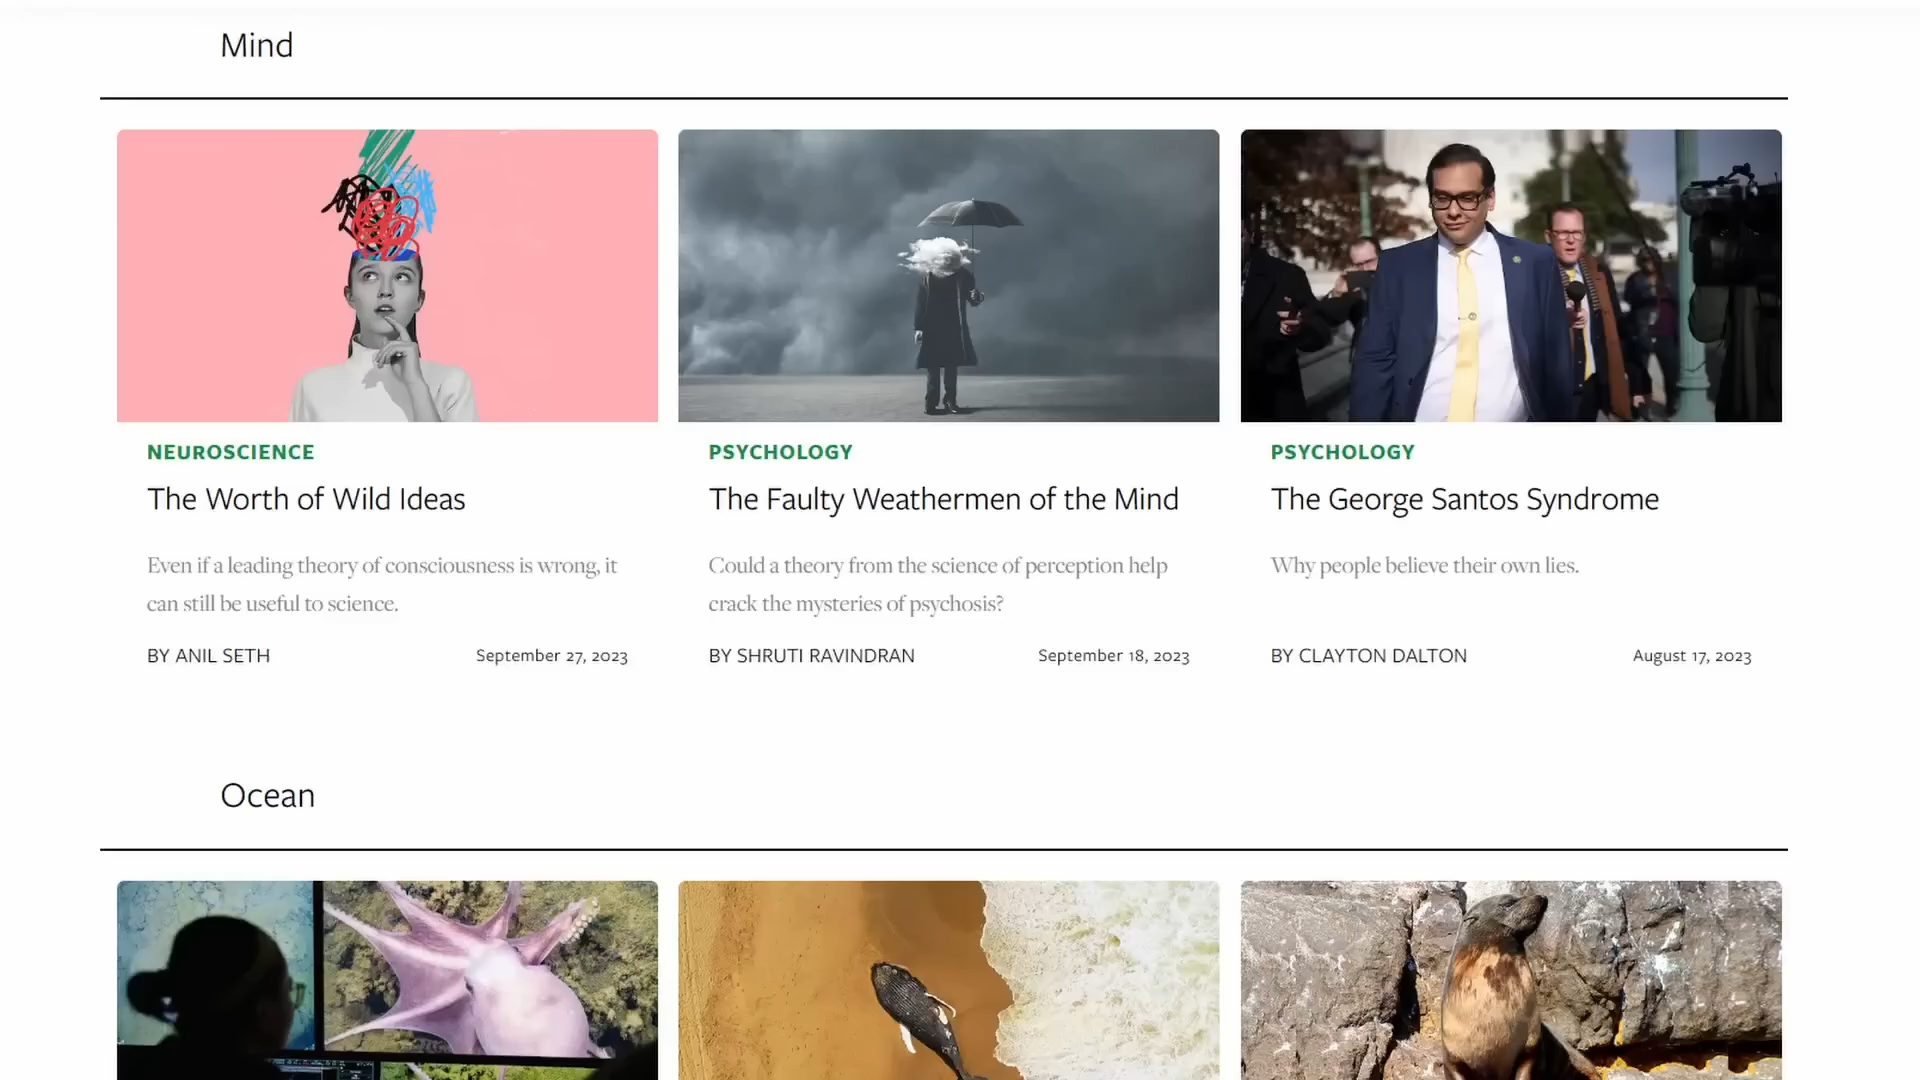 Mind
NEUROSCIENCE
The Worth of Wild Ideas
Even if a leading theory of consciousness is wrong, it
can still be useful to science.
BY ANIL SETH
September 27, 2023
PSYCHOLOGY
The Faulty Weathermen of the Mind
Could a theory from the science of perception help
crack the mysteries of psychosis?
BY SHRUTI RAVINDRAN
September 18, 2023
PSYCHOLOGY
The George Santos Syndrome
Why people believe their own lies.
BY CLAYTON DALTON
August 17, 2023
Ocean